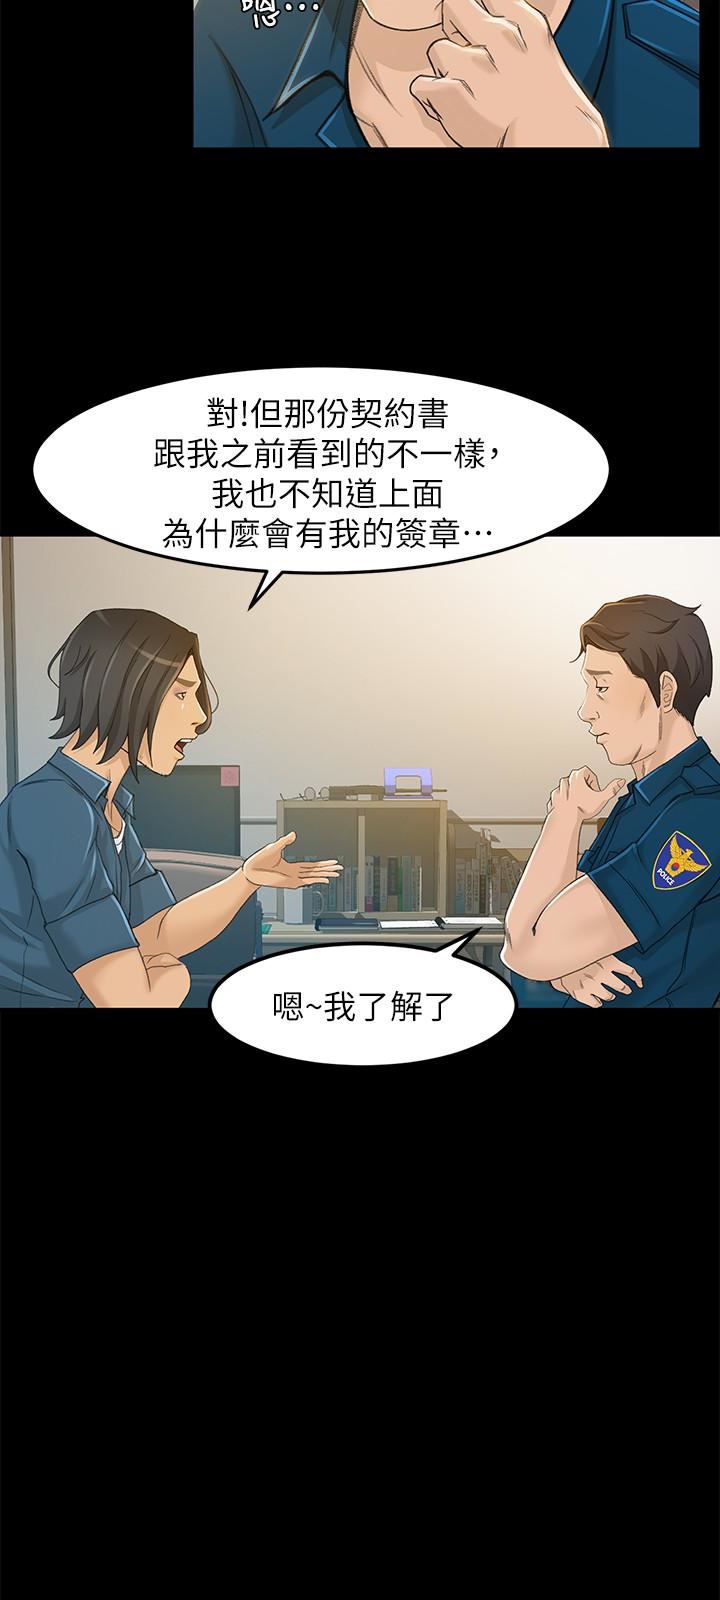 嗯…
對!但那份契約書
跟我之前看到的不一樣,
我也不知道上面
為什麼會有我的簽章…
POLICE
嗯~我了解了